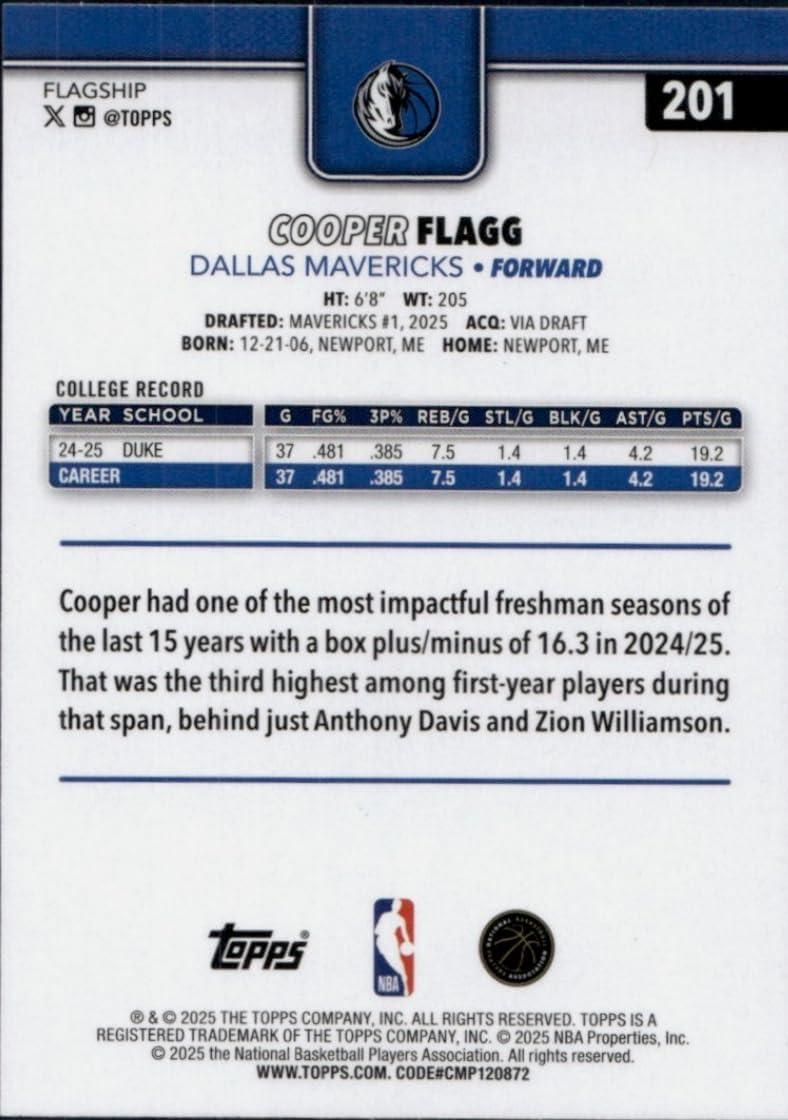 FLAGSHIP
201
X @TOPPS
COOPER FLAGG
DALLAS MAVERICKS • FORWARD
HT: 6'8" WT: 205
DRAFTED: MAVERICKS #1, 2025 ACQ: VIA DRAFT
BORN: 12-21-06, NEWPORT, ME HOME: NEWPORT, ME
COLLEGE RECORD
YEAR SCHOOL G FG% 3P% REB/G STL/G BLK/G AST/G PTS/G
24-25 DUKE 37 .481 .385 7.5 1.4 1.4 4.2 19.2
CAREER 37 .481 .385 7.5 1.4 1.4 4.2 19.2
Cooper had one of the most impactful freshman seasons of
the last 15 years with a box plus/minus of 16.3 in 2024/25.
That was the third highest among first-year players during
that span, behind just Anthony Davis and Zion Williamson.
Topps®
NBA
® & © 2025 THE TOPPS COMPANY, INC. ALL RIGHTS RESERVED. TOPPS IS A
REGISTERED TRADEMARK OF THE TOPPS COMPANY, INC. © 2025 NBA Properties, Inc.
© 2025 the National Basketball Players Association. All rights reserved.
WWW.TOPPS.COM. CODE#CMP120872